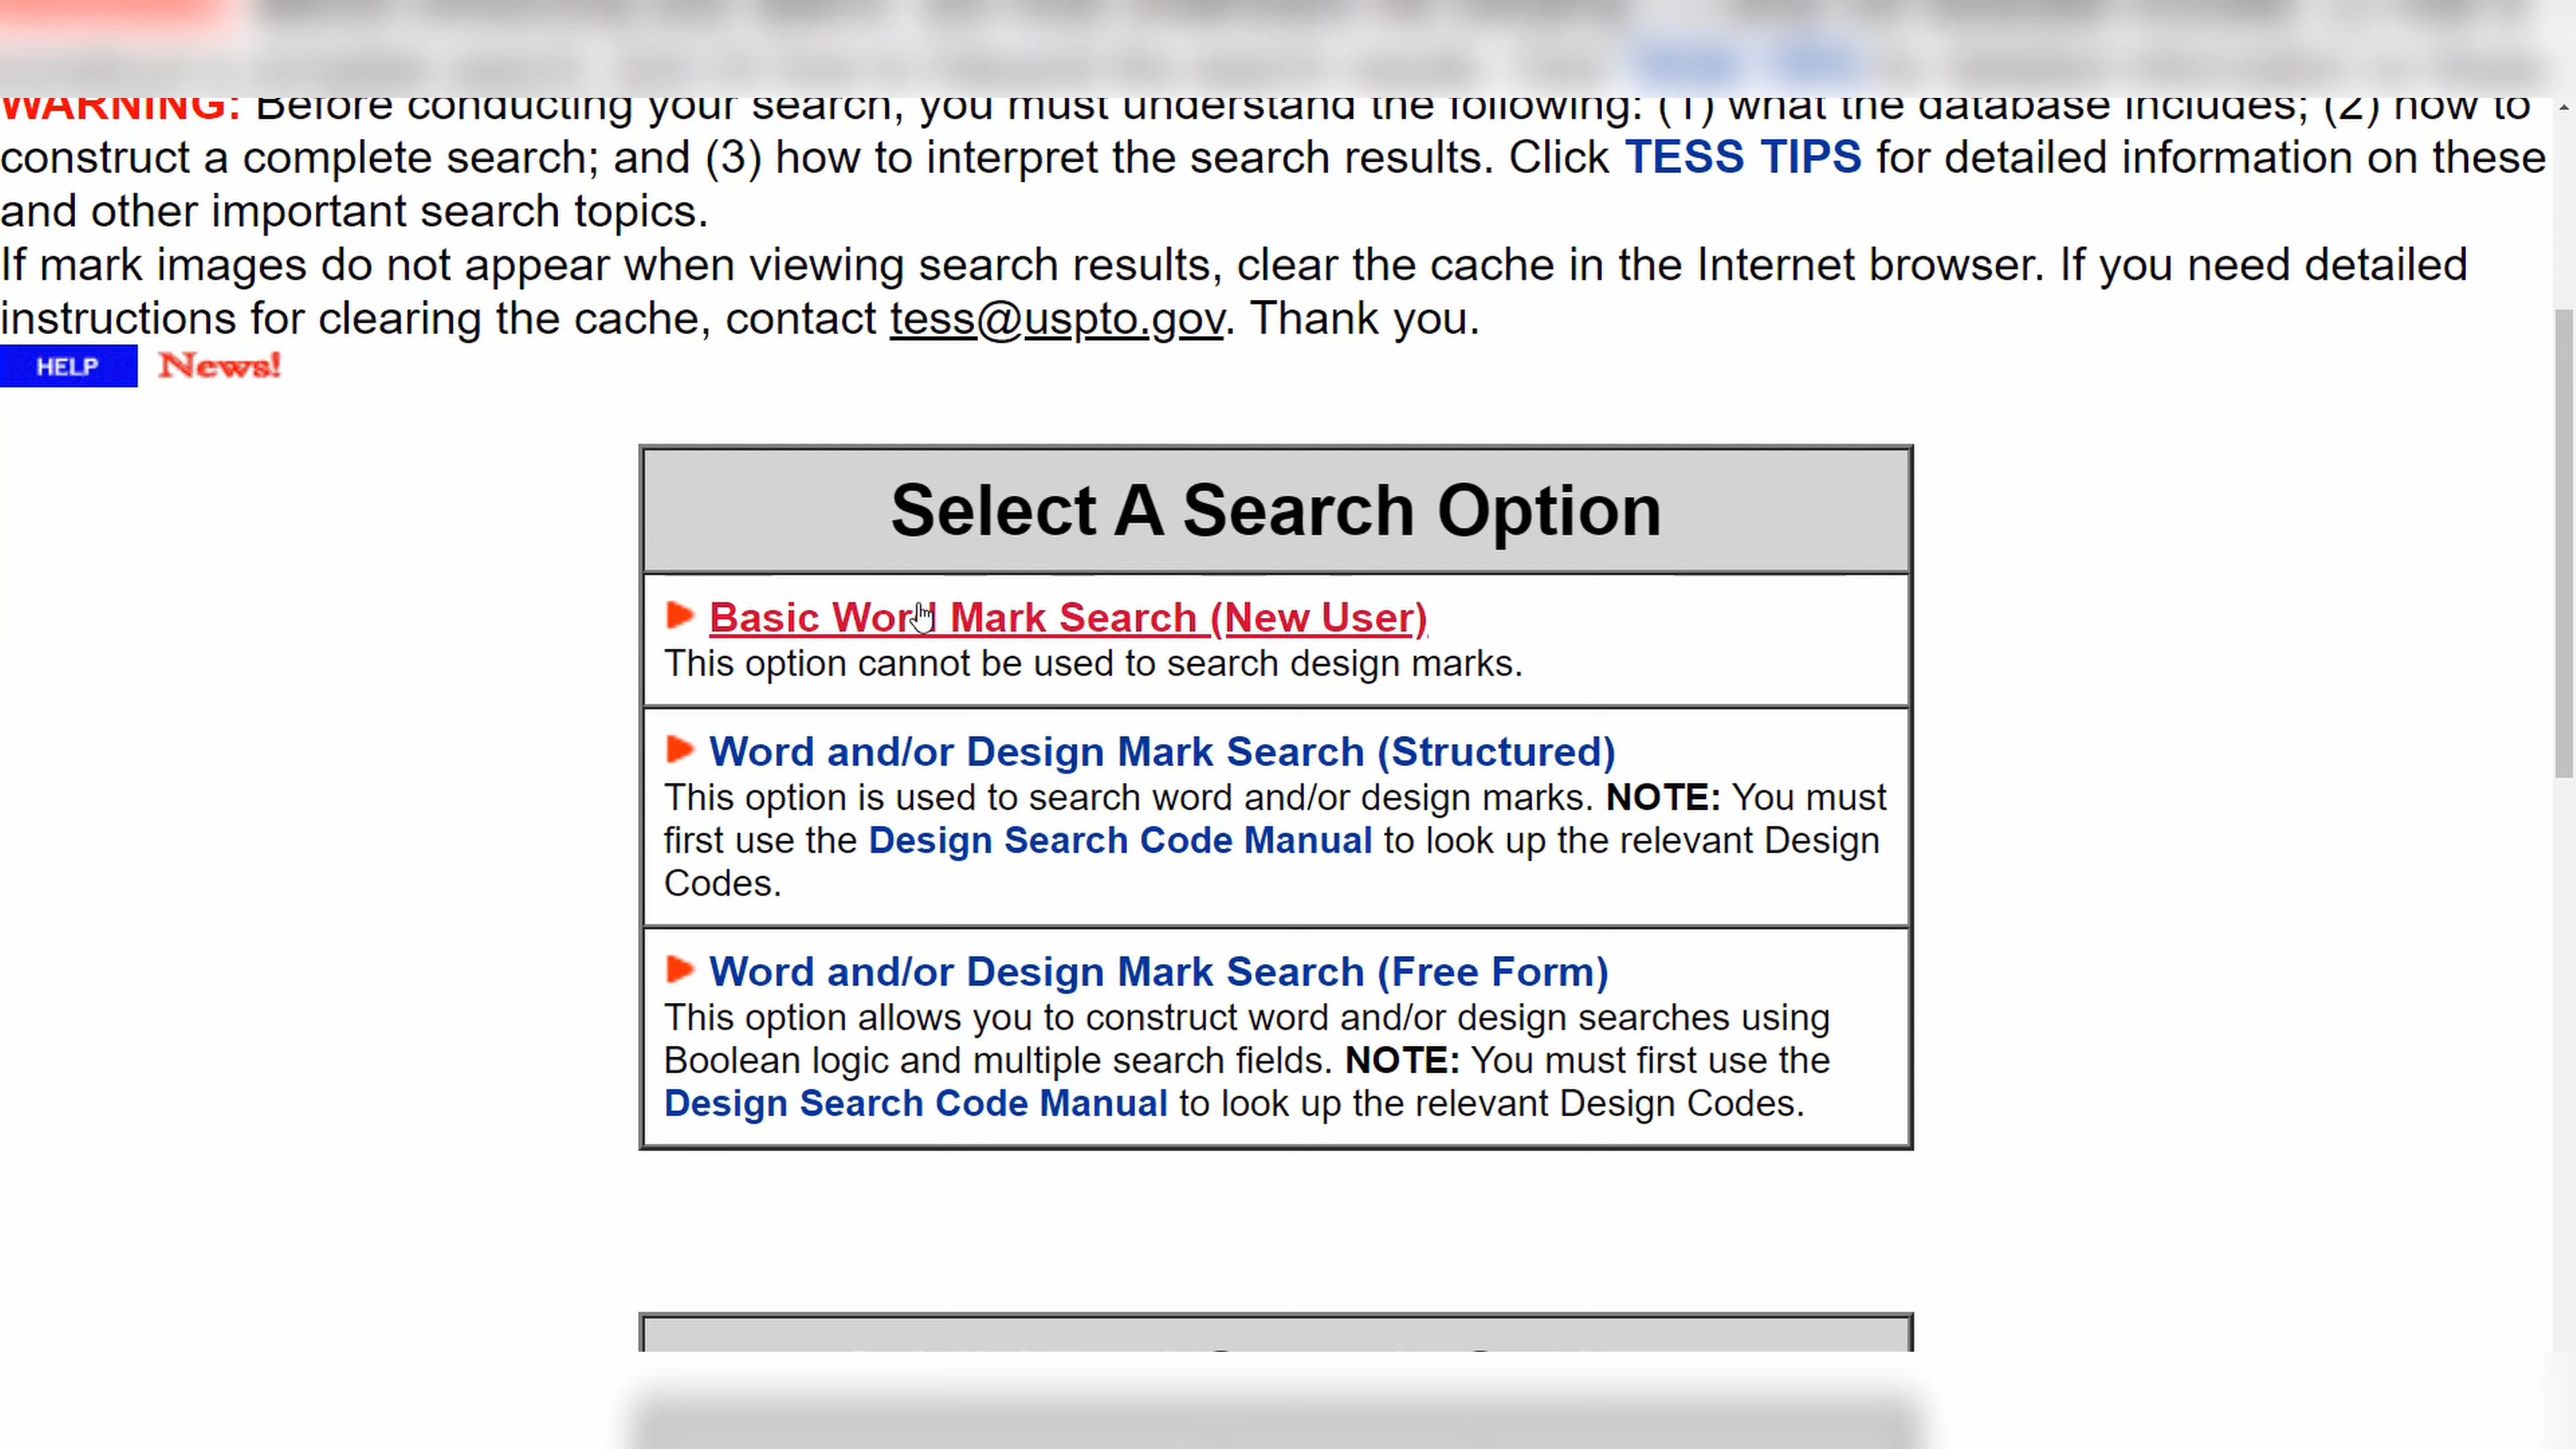 WARNING: Before conducting your search, you must understand the following: (1) what the database includes; (2) how to
construct a complete search; and (3) how to interpret the search results. Click TESS TIPS for detailed information on these
and other important search topics.
If mark images do not appear when viewing search results, clear the cache in the Internet browser. If you need detailed
instructions for clearing the cache, contact tess@uspto.gov. Thank you.
HELP News!
Select A Search Option
Basic Word Mark Search (New User)
This option cannot be used to search design marks.
Word and/or Design Mark Search (Structured)
This option is used to search word and/or design marks. NOTE: You must
first use the Design Search Code Manual to look up the relevant Design
Codes.
Word and/or Design Mark Search (Free Form)
This option allows you to construct word and/or design searches using
Boolean logic and multiple search fields. NOTE: You must first use the
Design Search Code Manual to look up the relevant Design Codes.